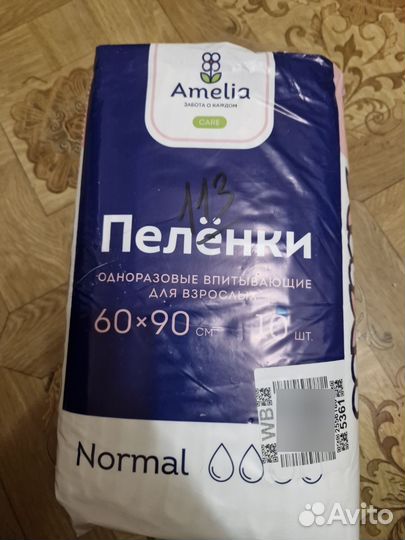 Amelia
ЗАБОТА О КАЖДОМ
CARE
113
Пелёнки
ОДНОРАЗОВЫЕ ВПИТЫВАЮЩИЕ
ДЛЯ ВЗРОСЛЫХ
60×90 СМ 10 ШТ.
WB
5361
Normal
Avito